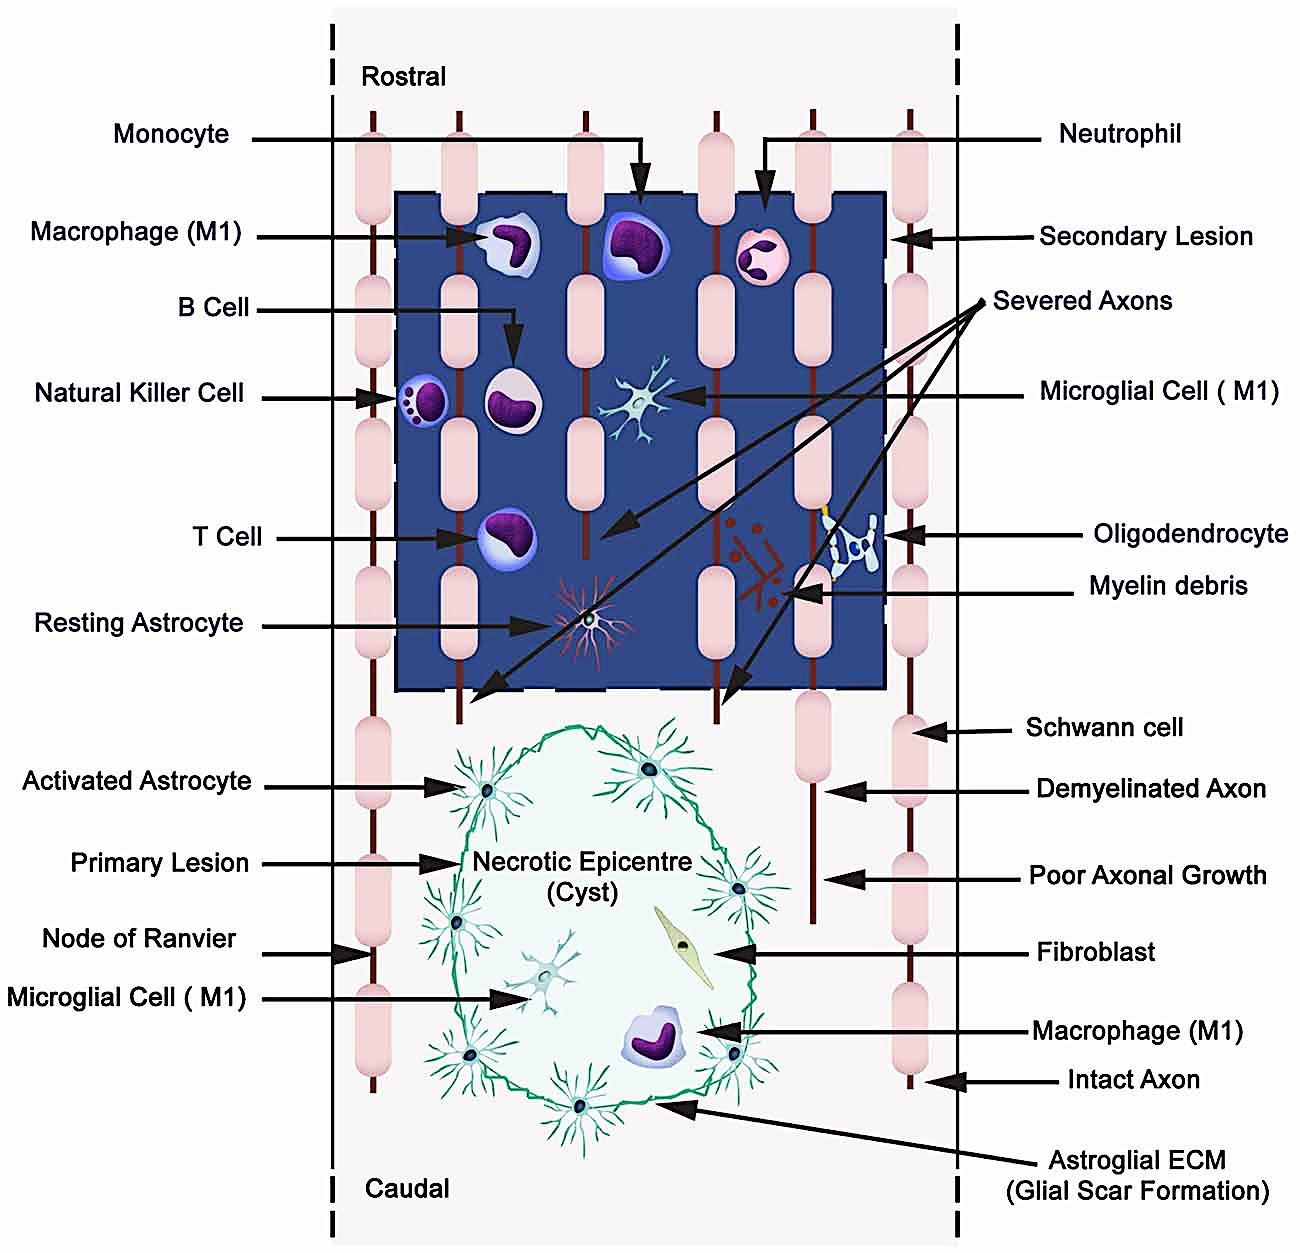 Rostral
Monocyte
Neutrophil
Macrophage (M1)
Secondary Lesion
B Cell
Severed Axons
Natural Killer Cell
Microglial Cell ( M1)
T Cell
Oligodendrocyte
Myelin debris
Resting Astrocyte
Schwann cell
Activated Astrocyte
Demyelinated Axon
Primary Lesion
Necrotic Epicentre
(Cyst)
Poor Axonal Growth
Node of Ranvier
Fibroblast
Microglial Cell ( M1)
Macrophage (M1)
Intact Axon
Astroglial ECM
(Glial Scar Formation)
Caudal